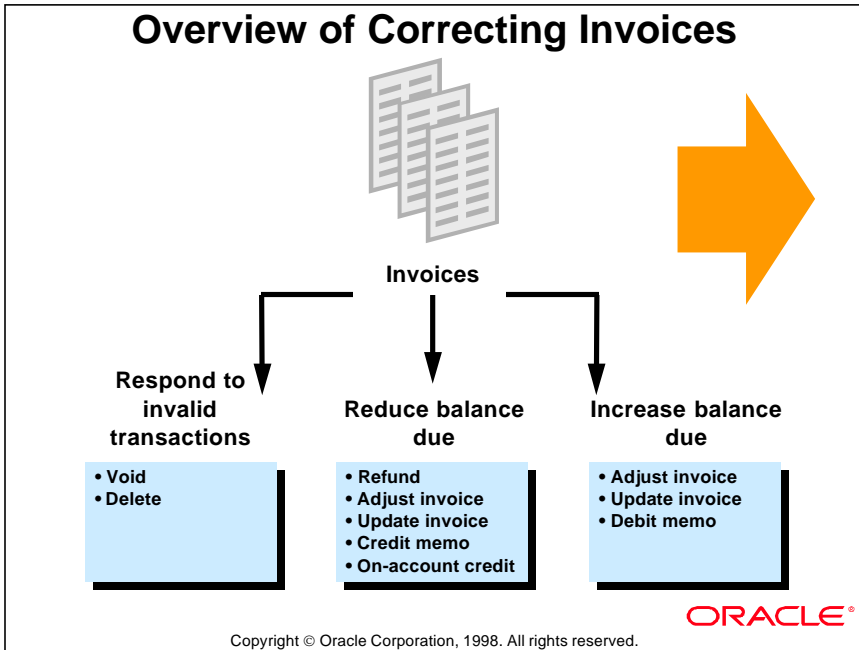 Overview of Correcting Invoices
Invoices
Respond to
invalid
transactions
• Void
• Delete
Reduce balance
due
• Refund
• Adjust invoice
• Update invoice
• Credit memo
• On-account credit
Increase balance
due
• Adjust invoice
• Update invoice
• Debit memo
ORACLE®
Copyright © Oracle Corporation, 1998. All rights reserved.